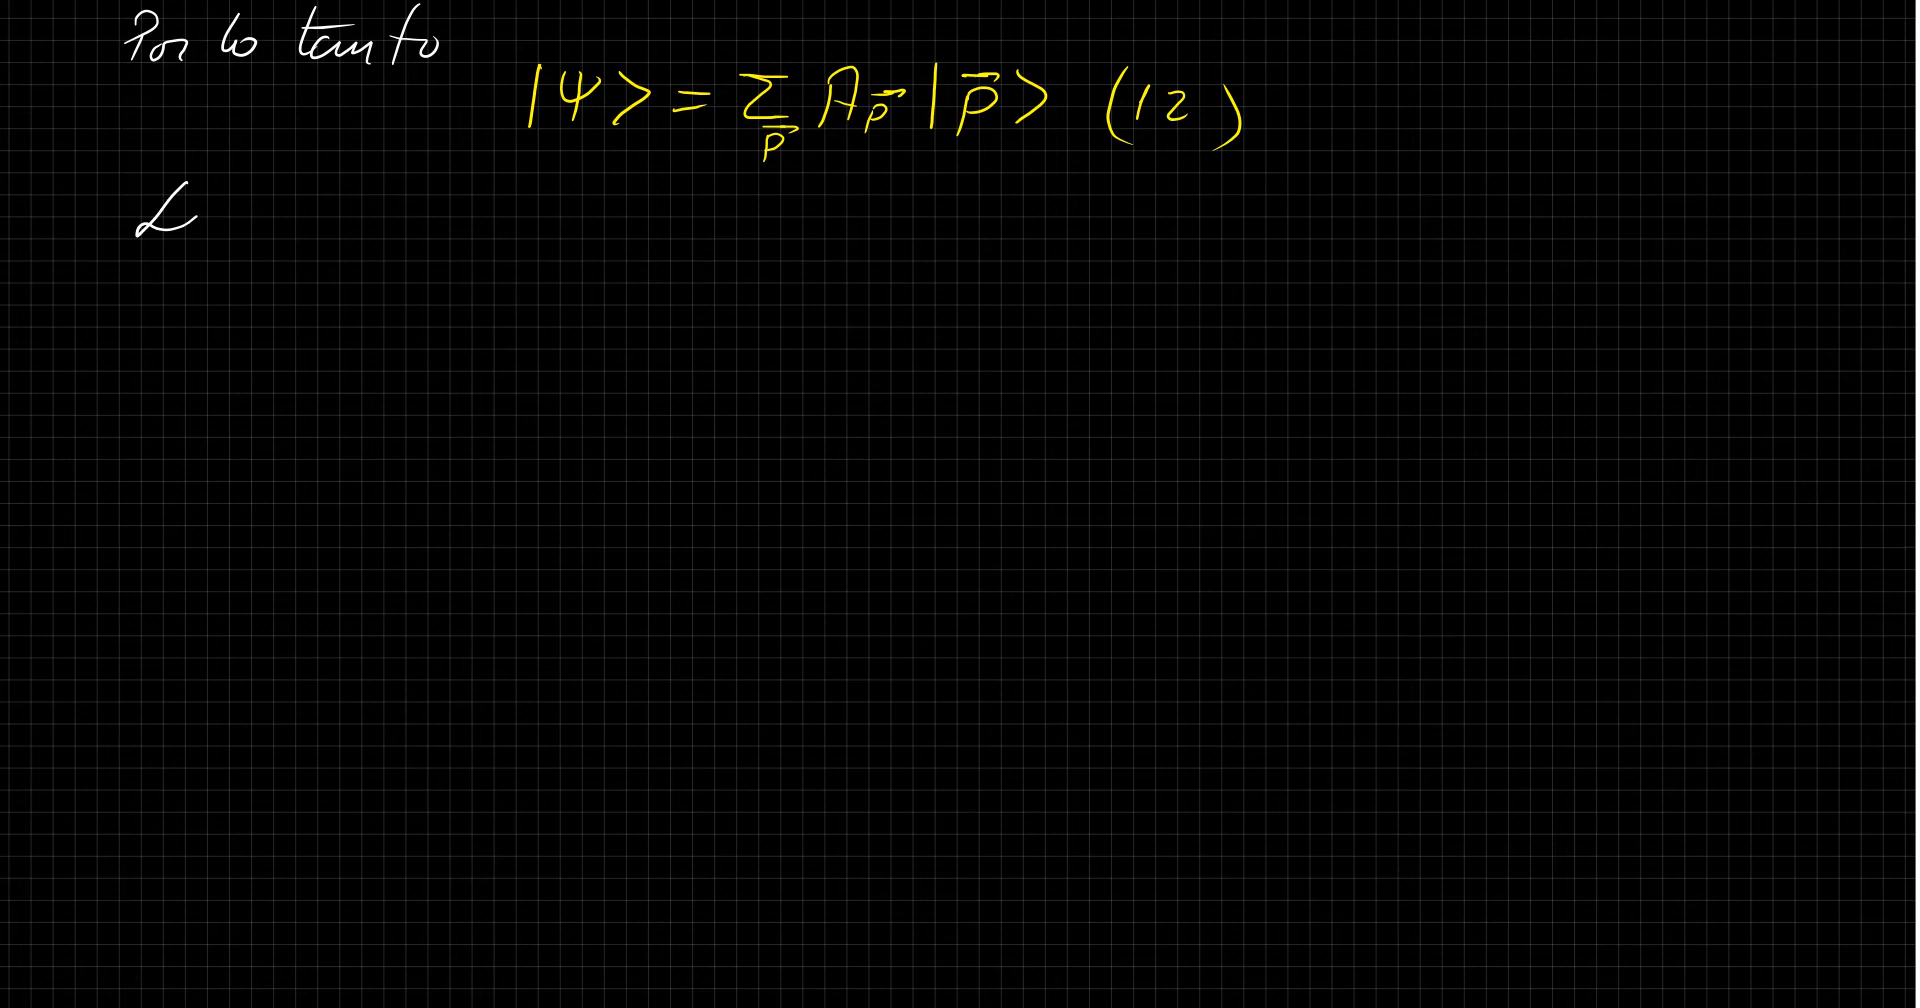 Por lo tanto
|Ψ> = Σ_p⃗ A_p⃗ |p⃗> (12)
L